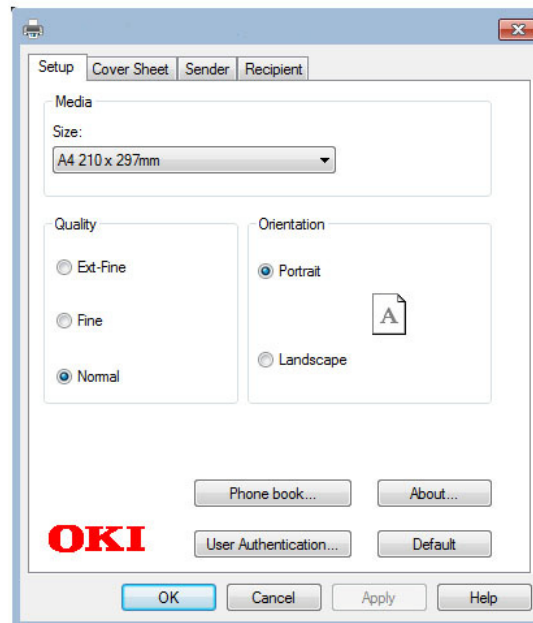 Setup Cover Sheet Sender Recipient
Media
Size:
A4 210 x 297mm
Quality
Ext-Fine
Fine
Normal
Orientation
Portrait
A
Landscape
Phone book... About...
OKI
User Authentication... Default
OK Cancel Apply Help